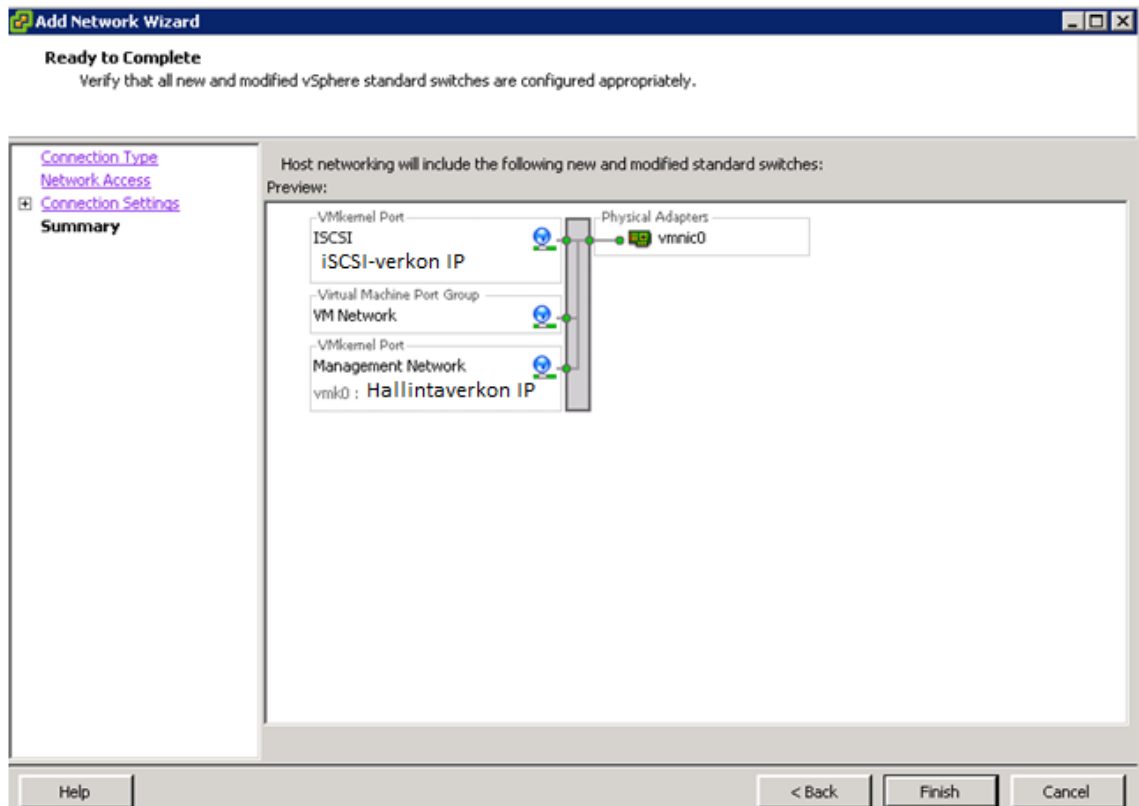 Add Network Wizard
Ready to Complete
Verify that all new and modified vSphere standard switches are configured appropriately.
Connection Type
Network Access
Connection Settings
Summary
Host networking will include the following new and modified standard switches:
Preview:
VMkernel Port
ISCSI
iSCSI-verkon IP
Virtual Machine Port Group
VM Network
VMkernel Port
Management Network
vmk0 : Hallintaverkon IP
Physical Adapters
vmnic0
Help
< Back
Finish
Cancel